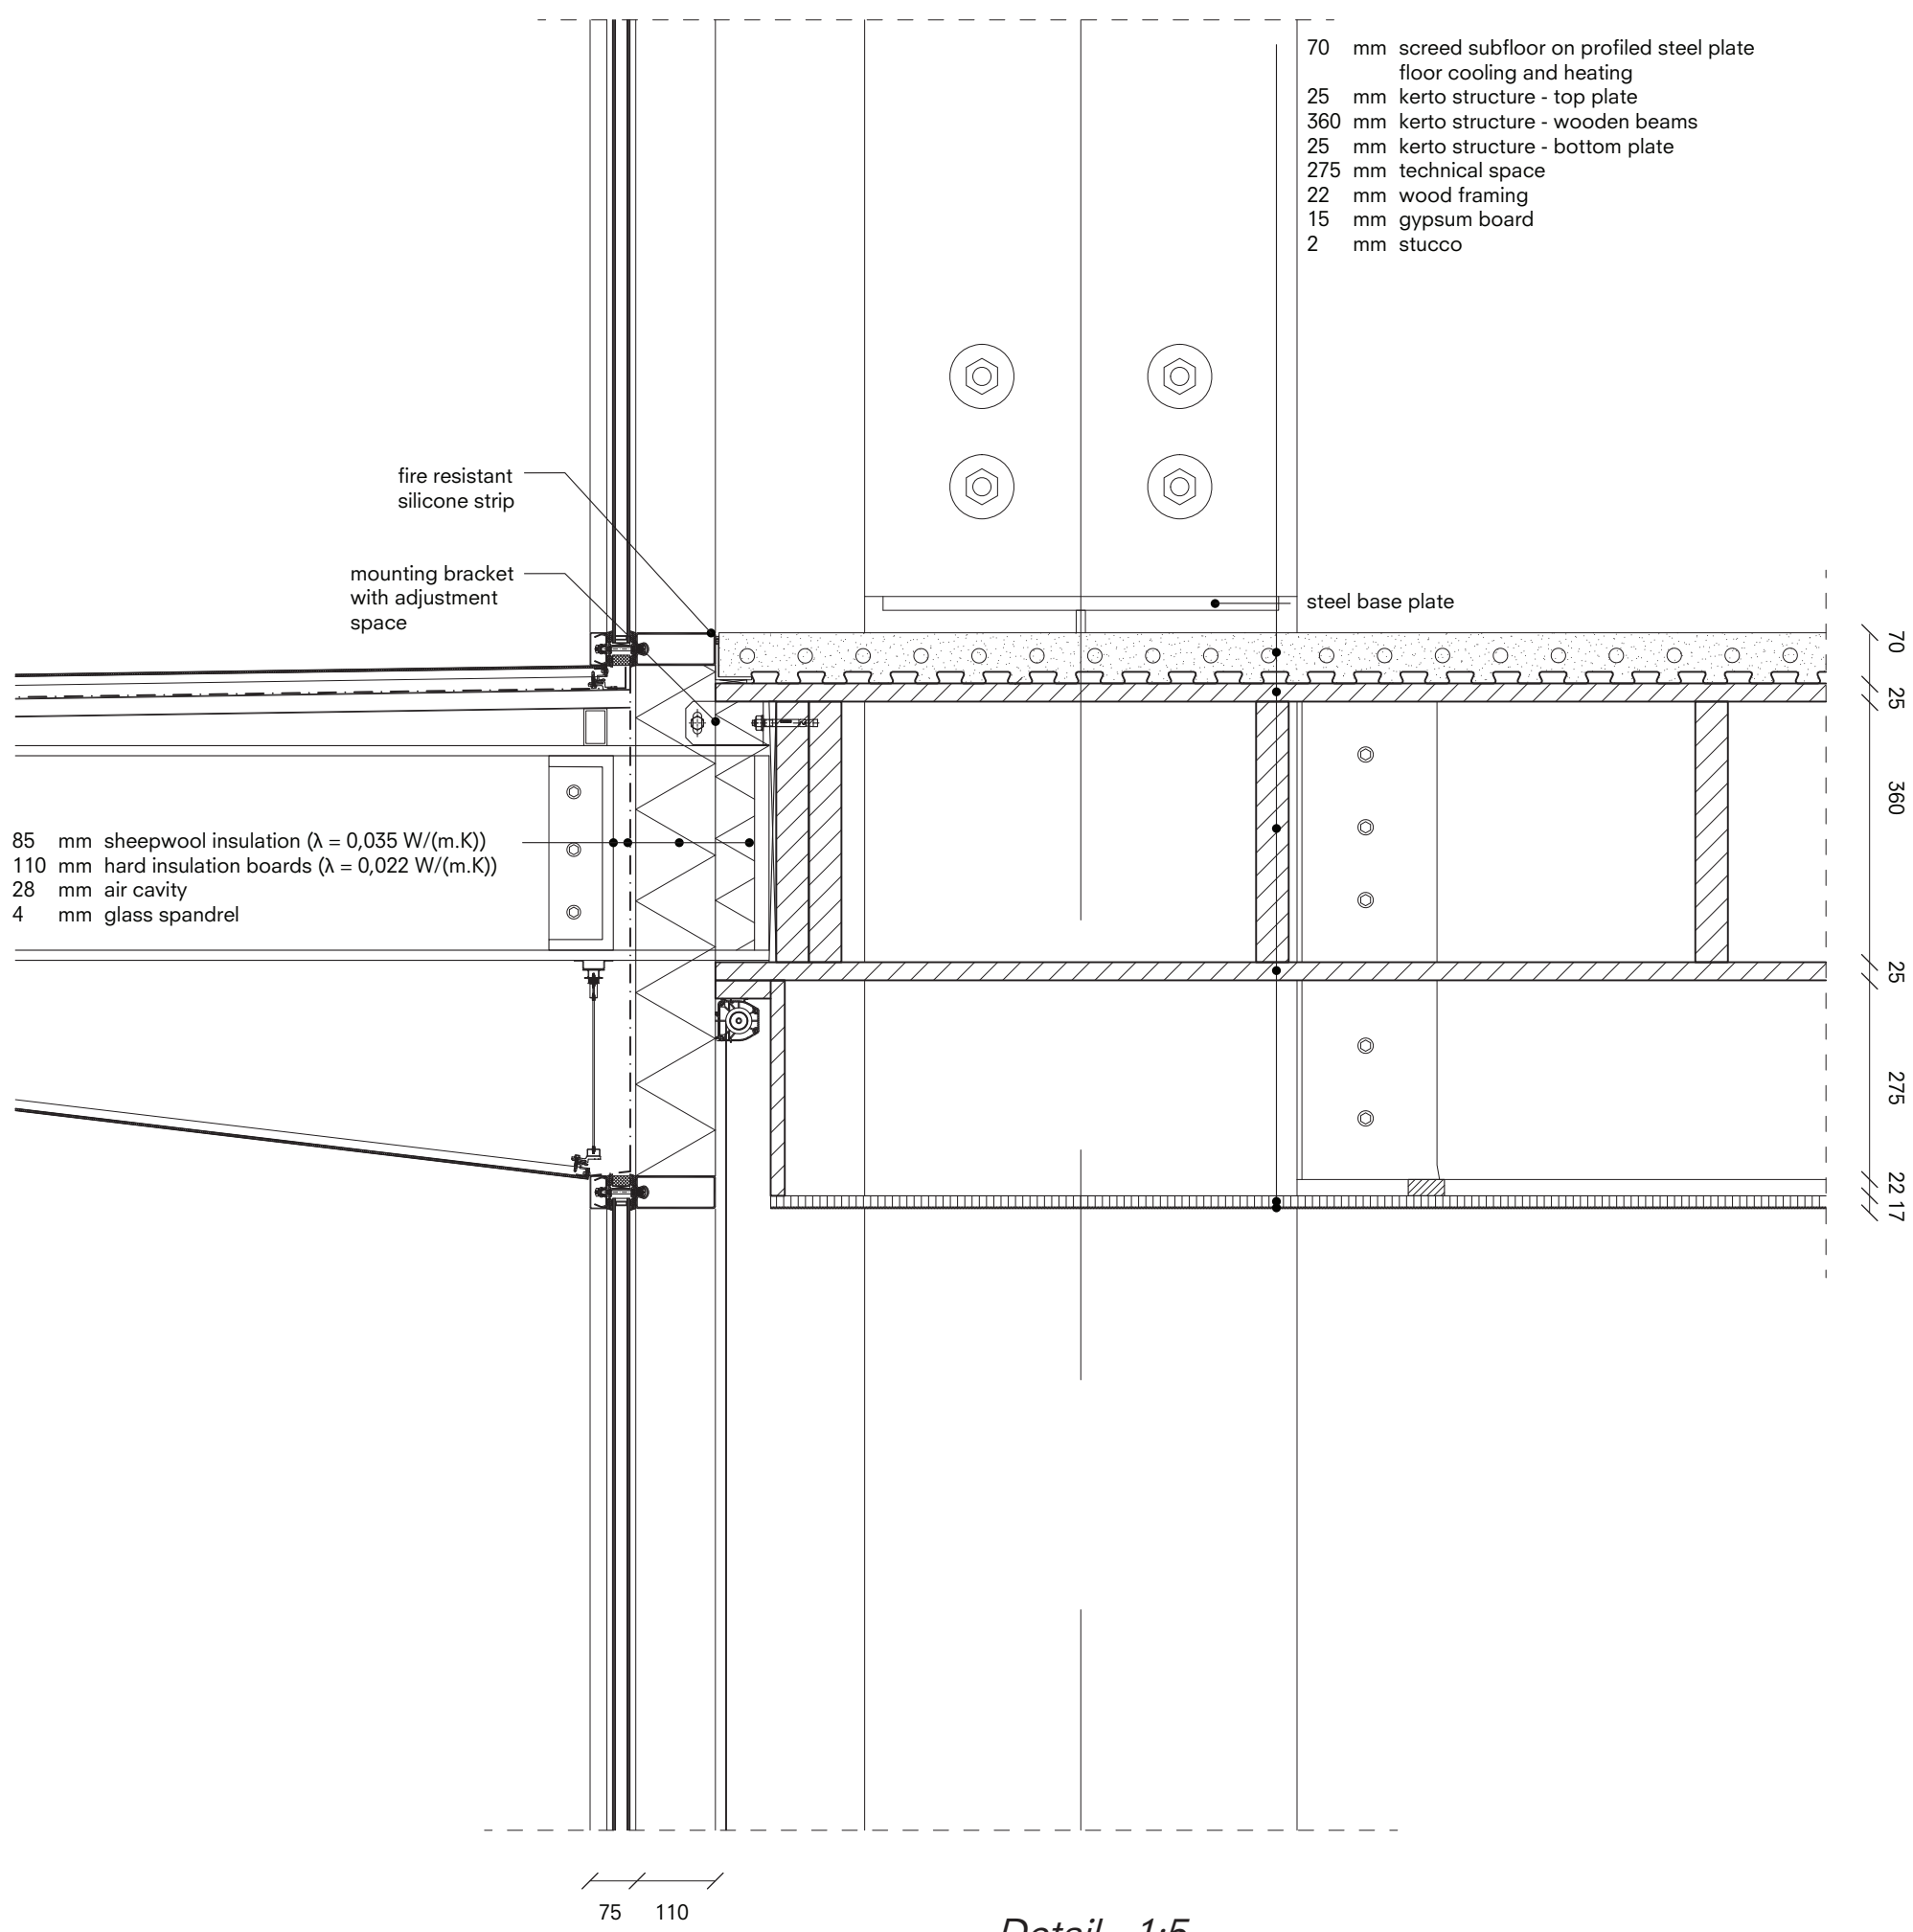 70 mm screed subfloor on profiled steel plate
floor cooling and heating
25 mm kerto structure - top plate
360 mm kerto structure - wooden beams
25 mm kerto structure - bottom plate
275 mm technical space
22 mm wood framing
15 mm gypsum board
2 mm stucco
fire resistant
silicone strip
mounting bracket
with adjustment
space
steel base plate
70
25
360
25
275
22
17
85 mm sheepwool insulation (λ = 0,035 W/(m.K))
110 mm hard insulation boards (λ = 0,022 W/(m.K))
28 mm air cavity
4 mm glass spandrel
75 110
Detail 1:5